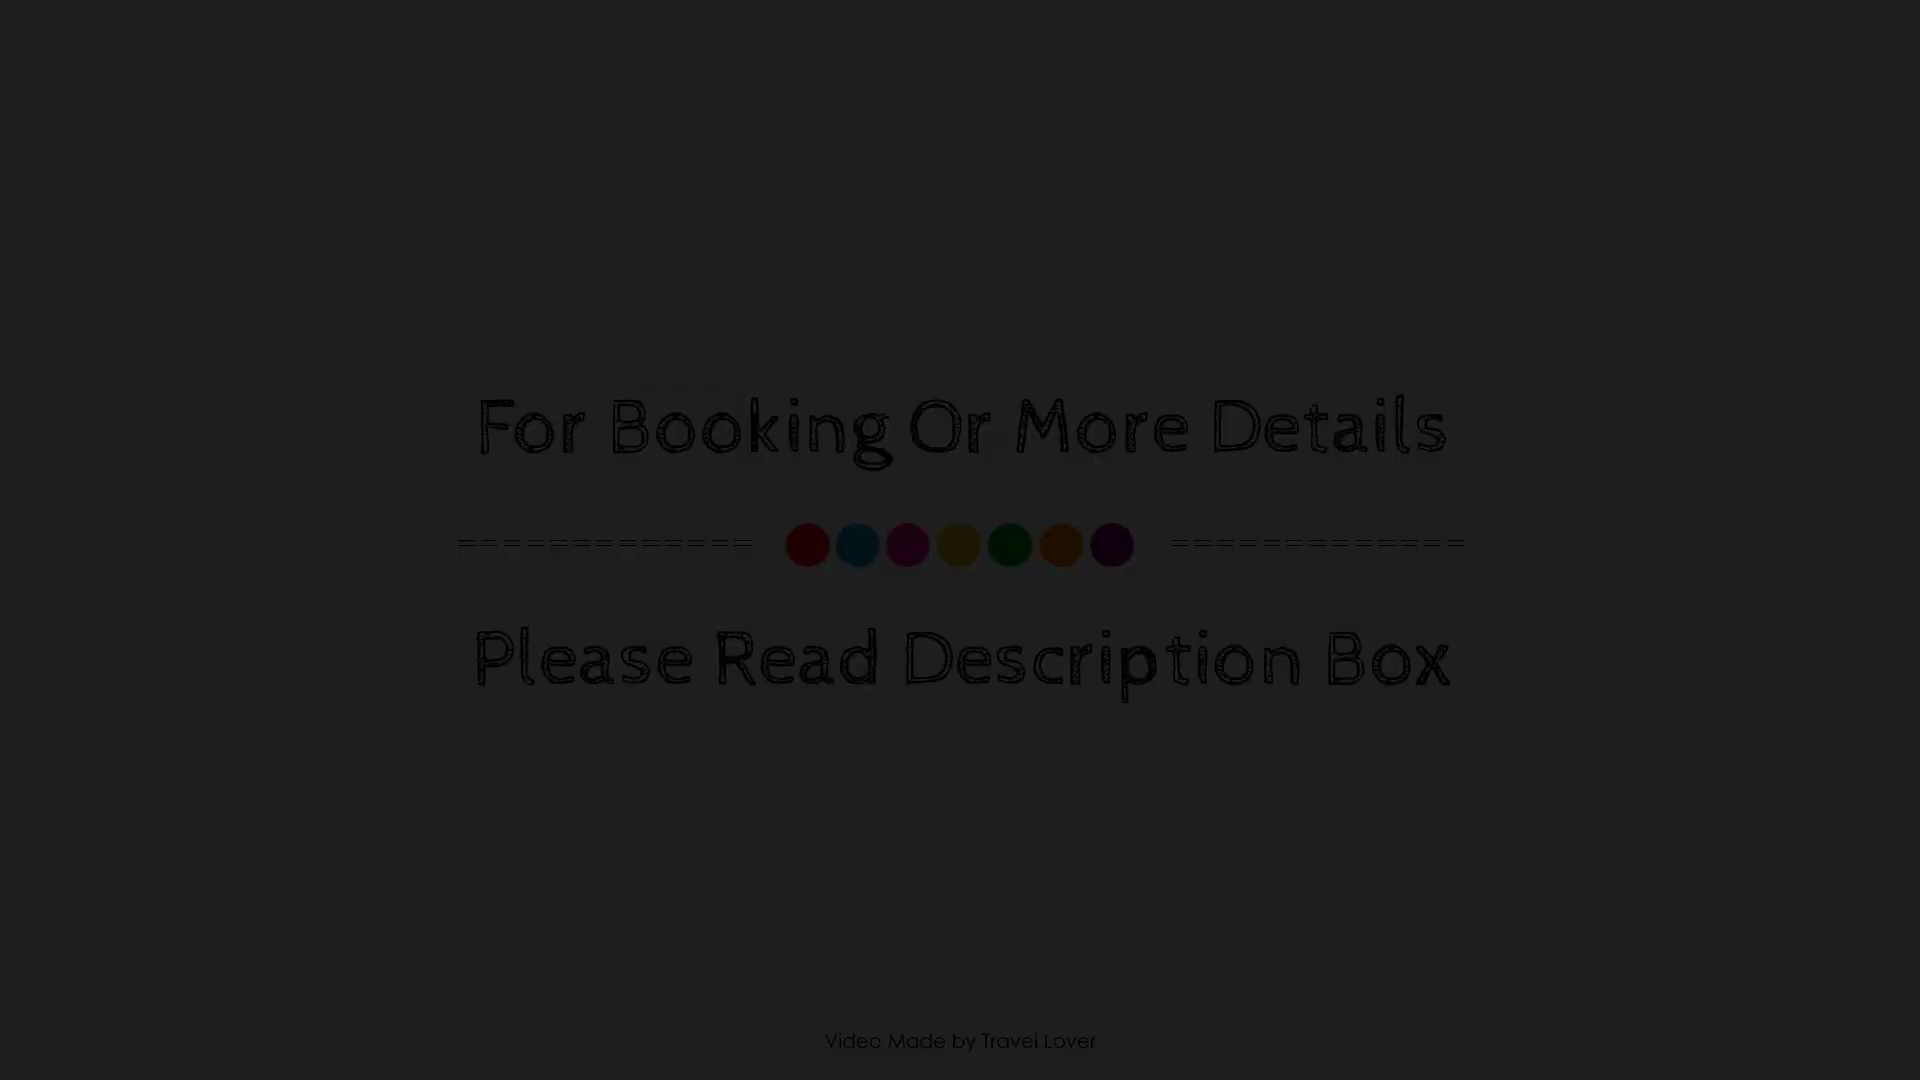 For Booking Or More Details
============= =============
Please Read Description Box
Video Made by Travel Lover